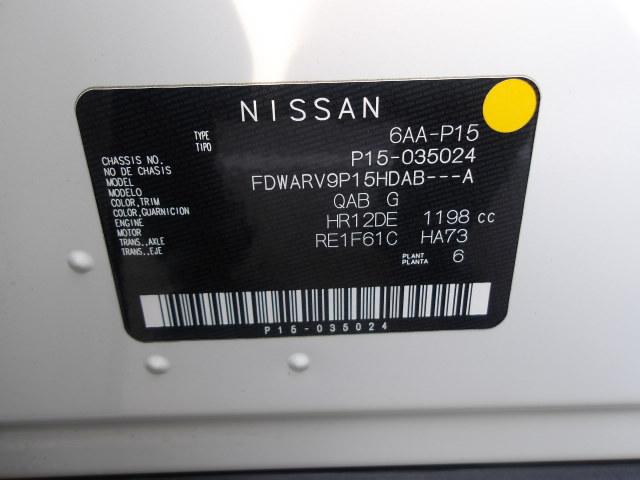 NISSAN
TYPE
TIPO
6AA-P15
CHASSIS NO.
NO DE CHASIS
P15-035024
MODEL
MODELO
FDWARV9P15HDAB---A
COLOR,TRIM
COLOR,GUARNICION
QAB G
ENGINE
MOTOR
HR12DE 1198 cc
TRANS.,AXLE
TRANS.,EJE
RE1F61C HA73
PLANT
PLANTA
6
P15-035024